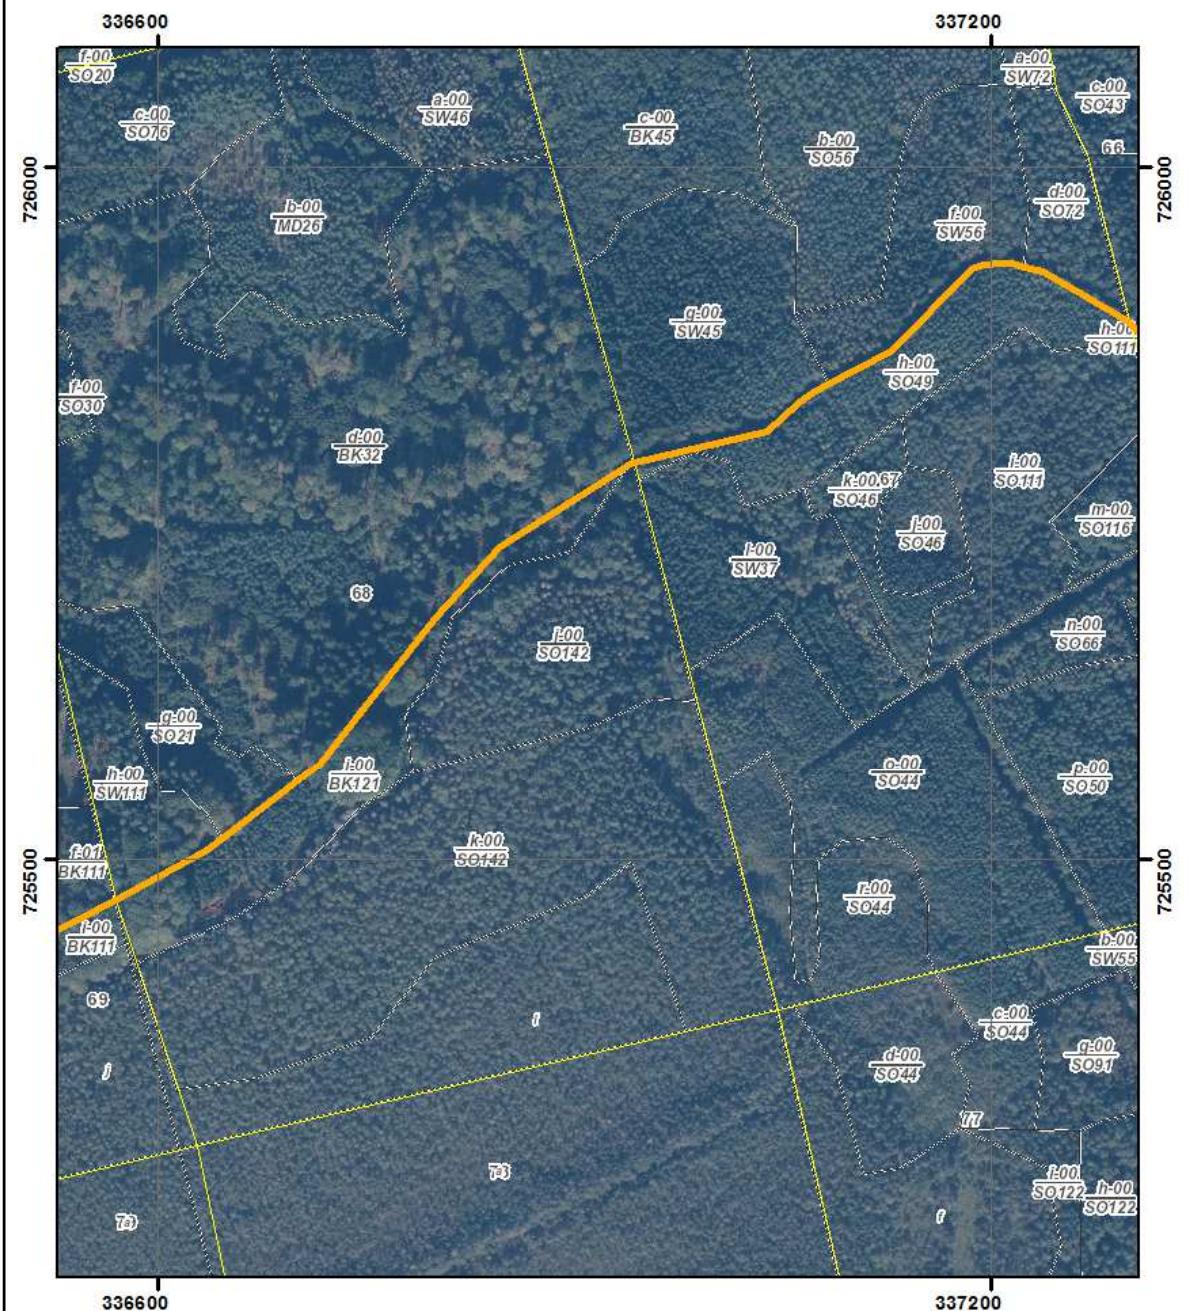 336600 337200
f-00
SO20
a-00
SW72
c-00
SO43
c-00
SO76
a-00
SW46
c-00
BK45
b-00
SO56
66
726000 726000
b-00
MD26
d-00
SO72
f-00
SW56
g-00
SW45
h-00
SO111
h-00
SO49
f-00
SO30
d-00
BK32
i-00
SO111
k-00
SO46
67
j-00
SO46
m-00
SO116
l-00
SW37
68
n-00
SO66
j-00
SO142
g-00
SO21
h-00
SW111
i-00
BK121
o-00
SO44
p-00
SO50
k-00
SO142
725500 725500
f-01
BK111
r-00
SO44
i-00
BK111
b-00
SW55
69
i
c-00
SO44
d-00
SO44
g-00
SO91
j
77
i-00
SO122
h-00
SO122
f
336600 337200